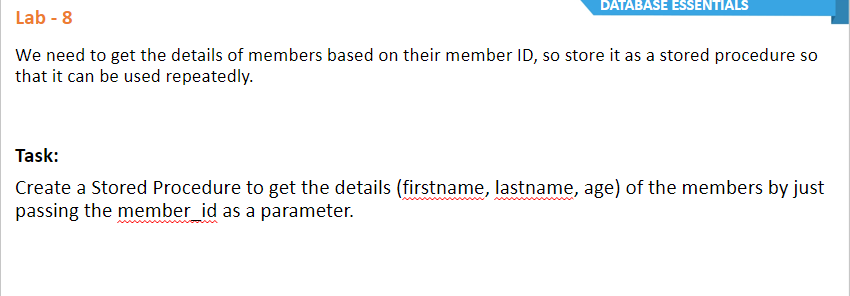 DATABASE ESSENTIALS
Lab - 8
We need to get the details of members based on their member ID, so store it as a stored procedure so
that it can be used repeatedly.
Task:
Create a Stored Procedure to get the details (firstname, lastname, age) of the members by just
passing the member_id as a parameter.